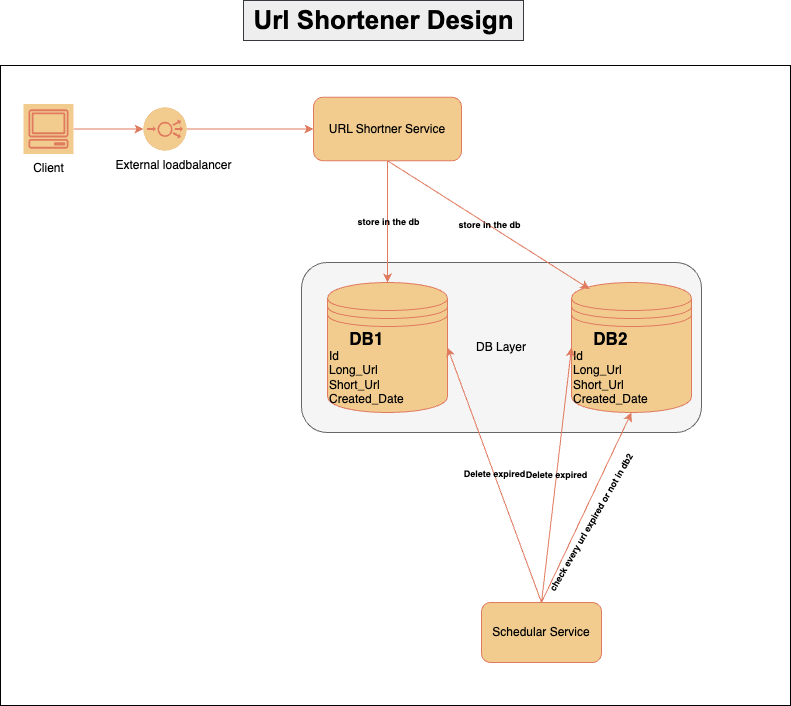 Url Shortener Design
Client
External loadbalancer
URL Shortner Service
store in the db
store in the db
DB Layer
DB1
Id
Long_Url
Short_Url
Created_Date
DB2
Id
Long_Url
Short_Url
Created_Date
Delete expired
Delete expired
check every url expired or not in db2
Schedular Service